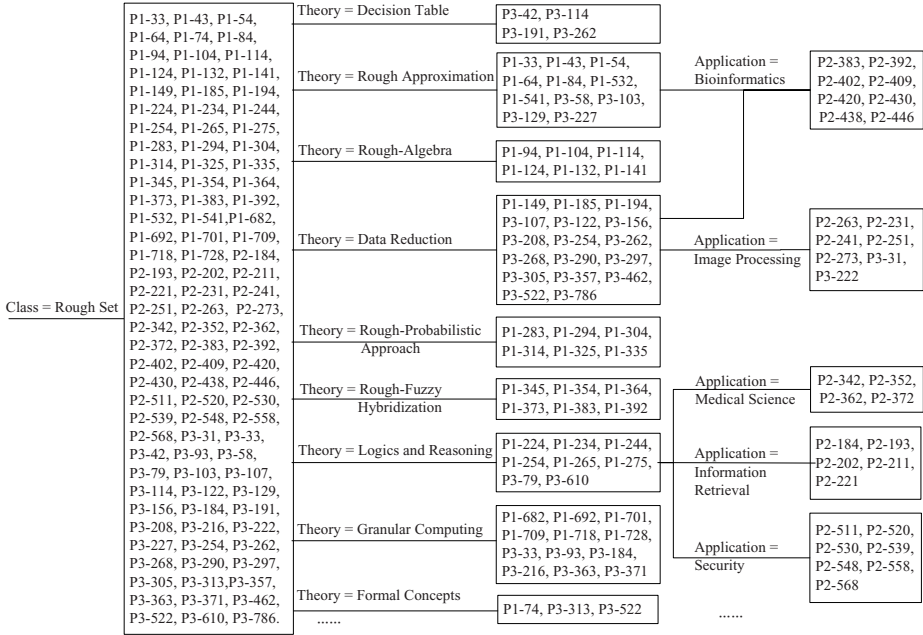 Class = Rough Set
P1-33, P1-43, P1-54,
P1-64, P1-74, P1-84,
P1-94, P1-104, P1-114,
P1-124, P1-132, P1-141,
P1-149, P1-185, P1-194,
P1-224, P1-234, P1-244,
P1-254, P1-265, P1-275,
P1-283, P1-294, P1-304,
P1-314, P1-325, P1-335,
P1-345, P1-354, P1-364,
P1-373, P1-383, P1-392,
P1-532, P1-541,P1-682,
P1-692, P1-701, P1-709,
P1-718, P1-728, P2-184,
P2-193, P2-202, P2-211,
P2-221, P2-231, P2-241,
P2-251, P2-263, P2-273,
P2-342, P2-352, P2-362,
P2-372, P2-383, P2-392,
P2-402, P2-409, P2-420,
P2-430, P2-438, P2-446,
P2-511, P2-520, P2-530,
P2-539, P2-548, P2-558,
P2-568, P3-31, P3-33,
P3-42, P3-93, P3-58,
P3-79, P3-103, P3-107,
P3-114, P3-122, P3-129,
P3-156, P3-184, P3-191,
P3-208, P3-216, P3-222,
P3-227, P3-254, P3-262,
P3-268, P3-290, P3-297,
P3-305, P3-313,P3-357,
P3-363, P3-371, P3-462,
P3-522, P3-610, P3-786.
Theory = Decision Table
P3-42, P3-114
P3-191, P3-262
Theory = Rough Approximation
P1-33, P1-43, P1-54,
P1-64, P1-84, P1-532,
P1-541, P3-58, P3-103,
P3-129, P3-227
Application =
Bioinformatics
P2-383, P2-392,
P2-402, P2-409,
P2-420, P2-430,
P2-438, P2-446
Theory = Rough-Algebra
P1-94, P1-104, P1-114,
P1-124, P1-132, P1-141
Theory = Data Reduction
P1-149, P1-185, P1-194,
P3-107, P3-122, P3-156,
P3-208, P3-254, P3-262,
P3-268, P3-290, P3-297,
P3-305, P3-357, P3-462,
P3-522, P3-786
Application =
Image Processing
P2-263, P2-231,
P2-241, P2-251,
P2-273, P3-31,
P3-222
Theory = Rough-Probabilistic
Approach
P1-283, P1-294, P1-304,
P1-314, P1-325, P1-335
Theory = Rough-Fuzzy
Hybridization
P1-345, P1-354, P1-364,
P1-373, P1-383, P1-392
Application =
Medical Science
P2-342, P2-352,
P2-362, P2-372
Theory = Logics and Reasoning
P1-224, P1-234, P1-244,
P1-254, P1-265, P1-275,
P3-79, P3-610
Application =
Information
Retrieval
P2-184, P2-193,
P2-202, P2-211,
P2-221
Theory = Granular Computing
P1-682, P1-692, P1-701,
P1-709, P1-718, P1-728,
P3-33, P3-93, P3-184,
P3-216, P3-363, P3-371
Application =
Security
P2-511, P2-520,
P2-530, P2-539,
P2-548, P2-558,
P2-568
Theory = Formal Concepts
P1-74, P3-313, P3-522
......
......